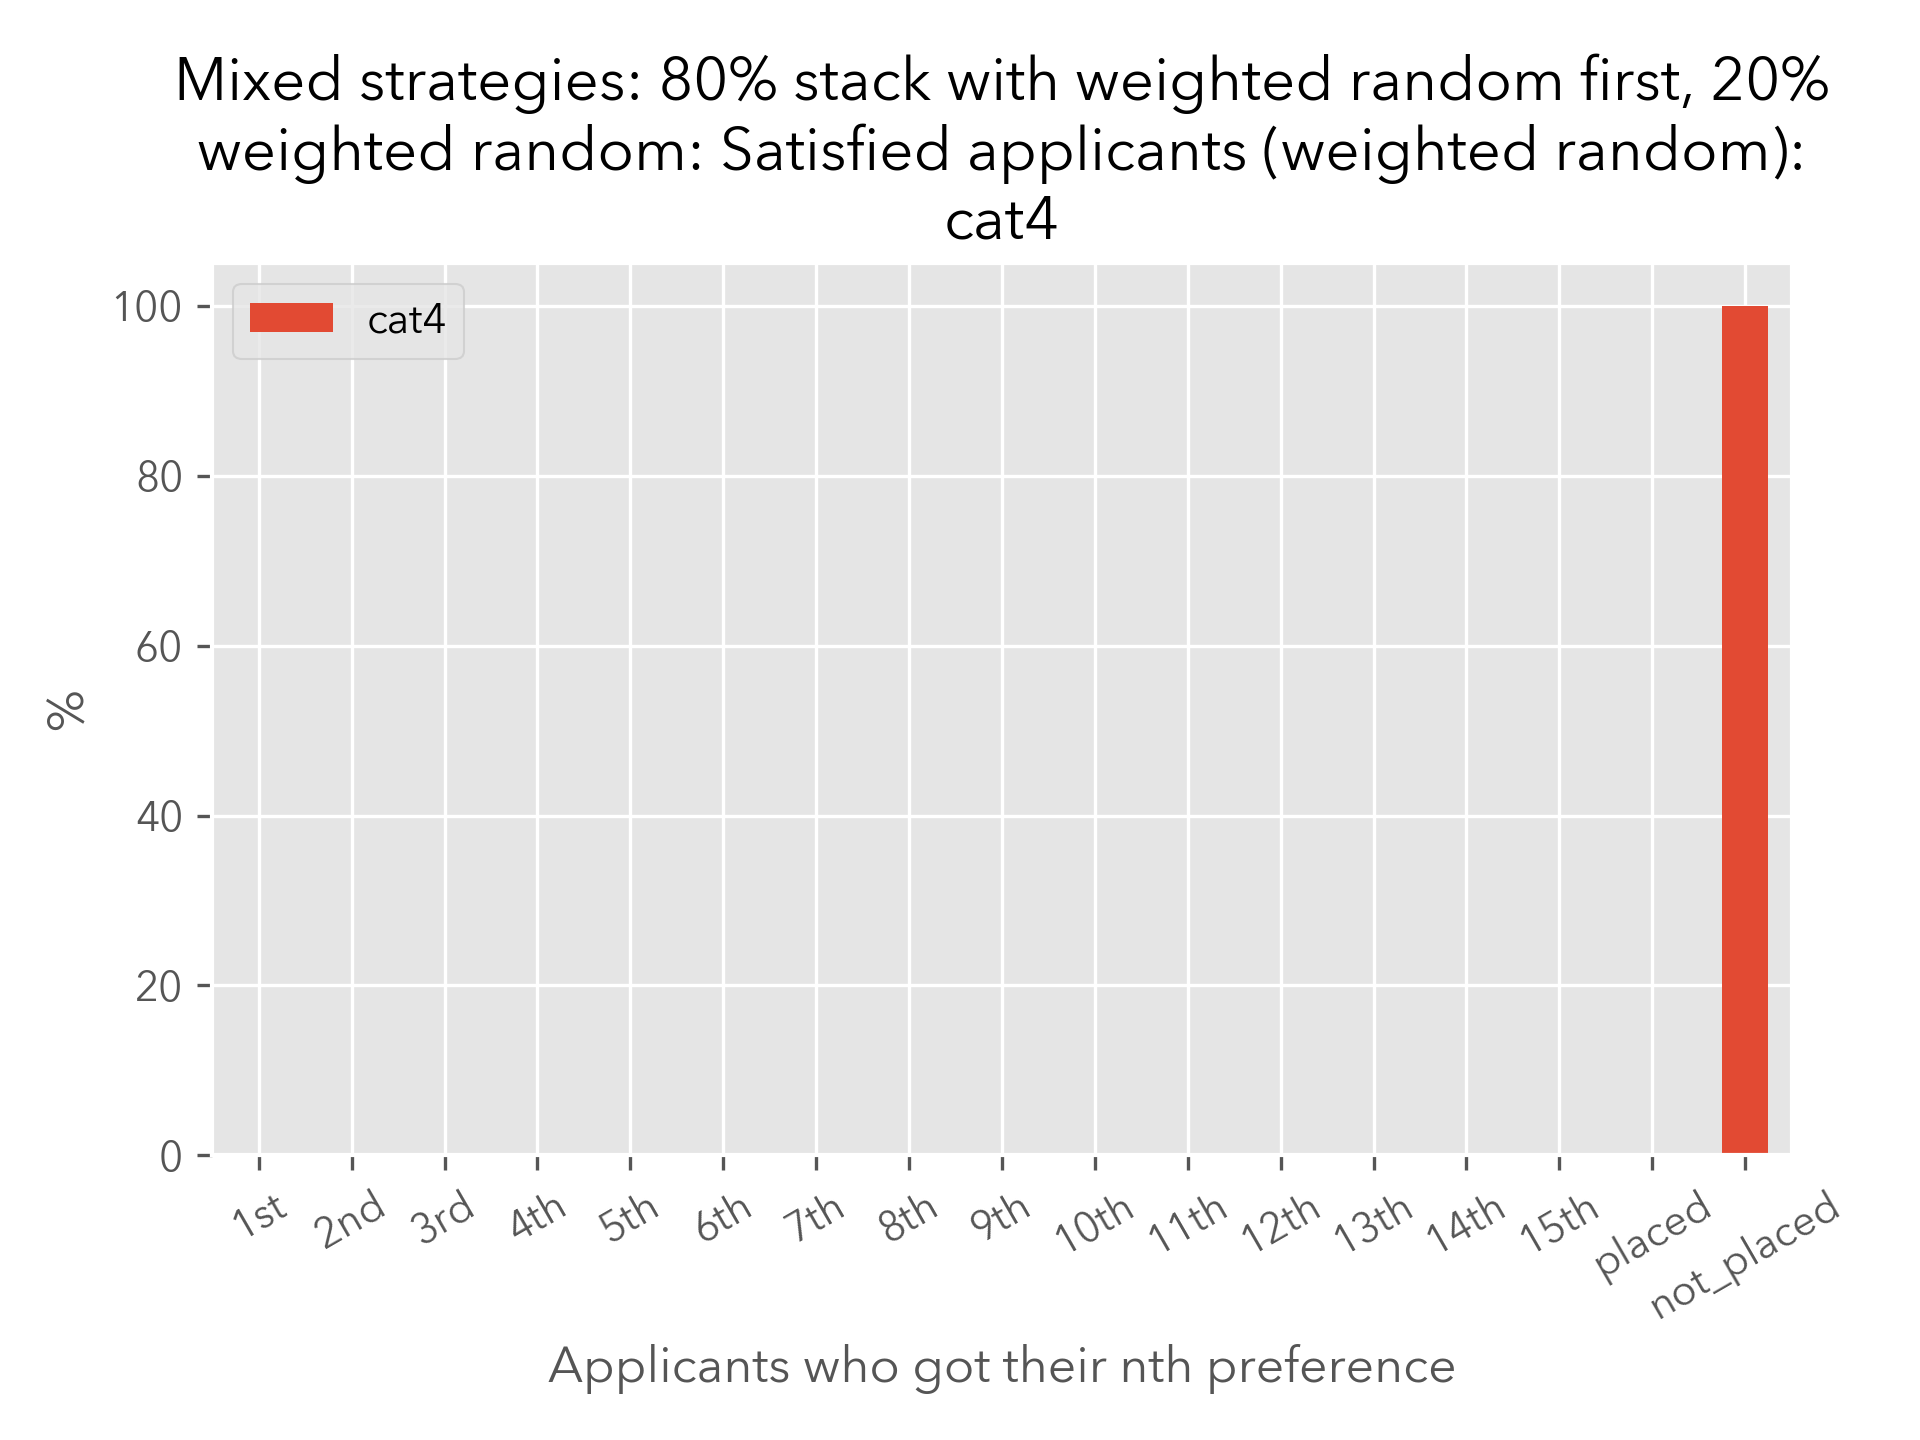 Mixed strategies: 80% stack with weighted random first, 20%
weighted random: Satisfied applicants (weighted random):
cat4
cat4
100
80
60
40
20
0
%
1st
2nd
3rd
4th
5th
6th
7th
8th
9th
10th
11th
12th
13th
14th
15th
placed
not_placed
Applicants who got their nth preference